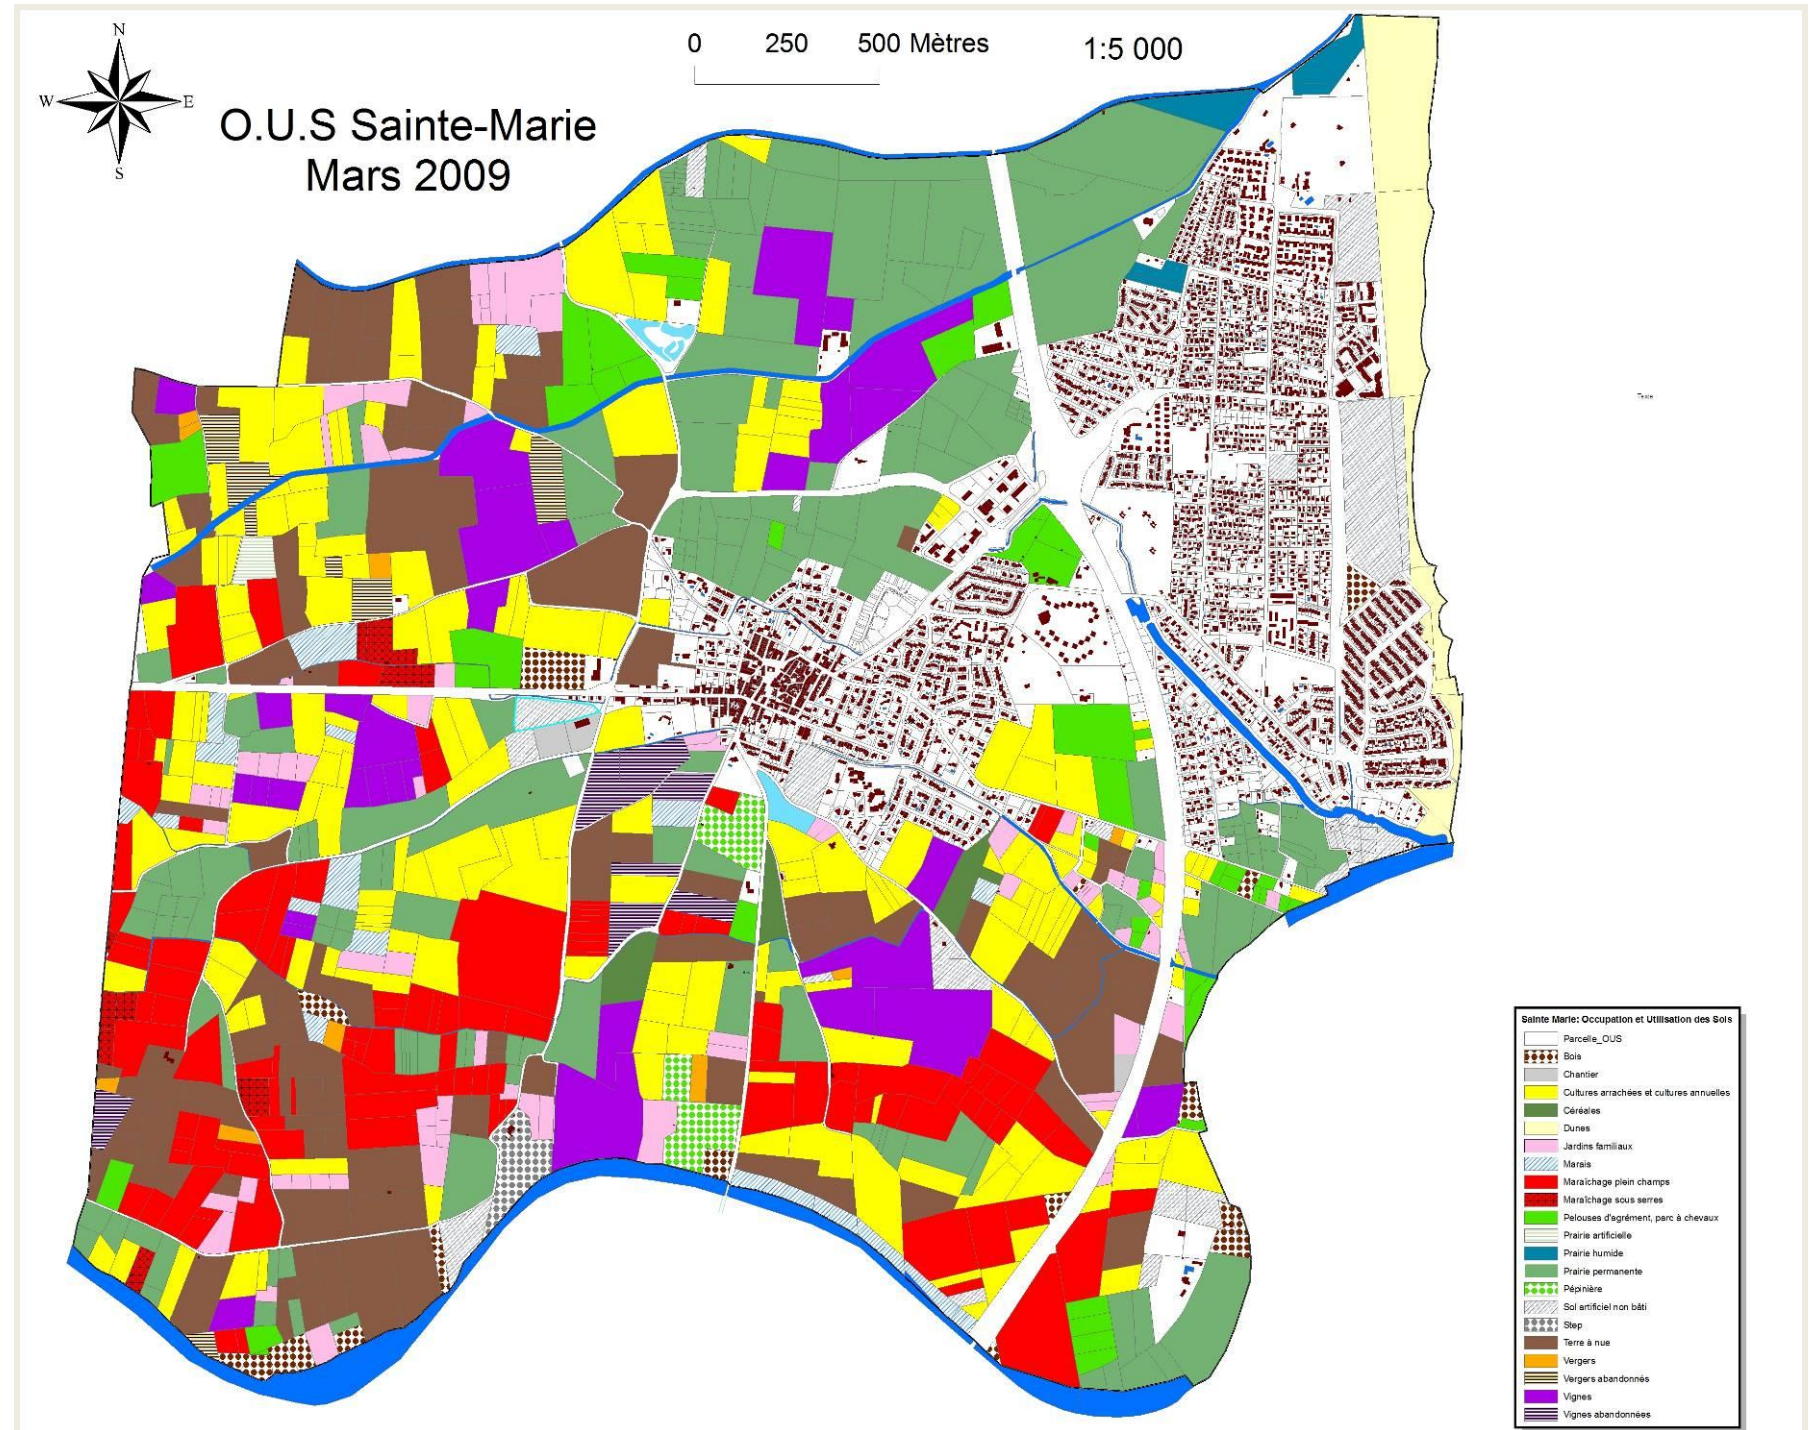 N
W E
S
O.U.S Sainte-Marie
Mars 2009
0 250 500 Mètres
1:5 000
Texte
Sainte Marie: Occupation et Utilisation des Sols
Parcelle_OUS
Bois
Chantier
Cultures arrachées et cultures annuelles
Céréales
Dunes
Jardins familiaux
Marais
Maraîchage plein champs
Maraîchage sous serres
Pelouses d'agrément, parc à chevaux
Prairie artificielle
Prairie humide
Prairie permanente
Pépinière
Sol artificiel non bâti
Step
Terre à nue
Vergers
Vergers abandonnés
Vignes
Vignes abandonnées